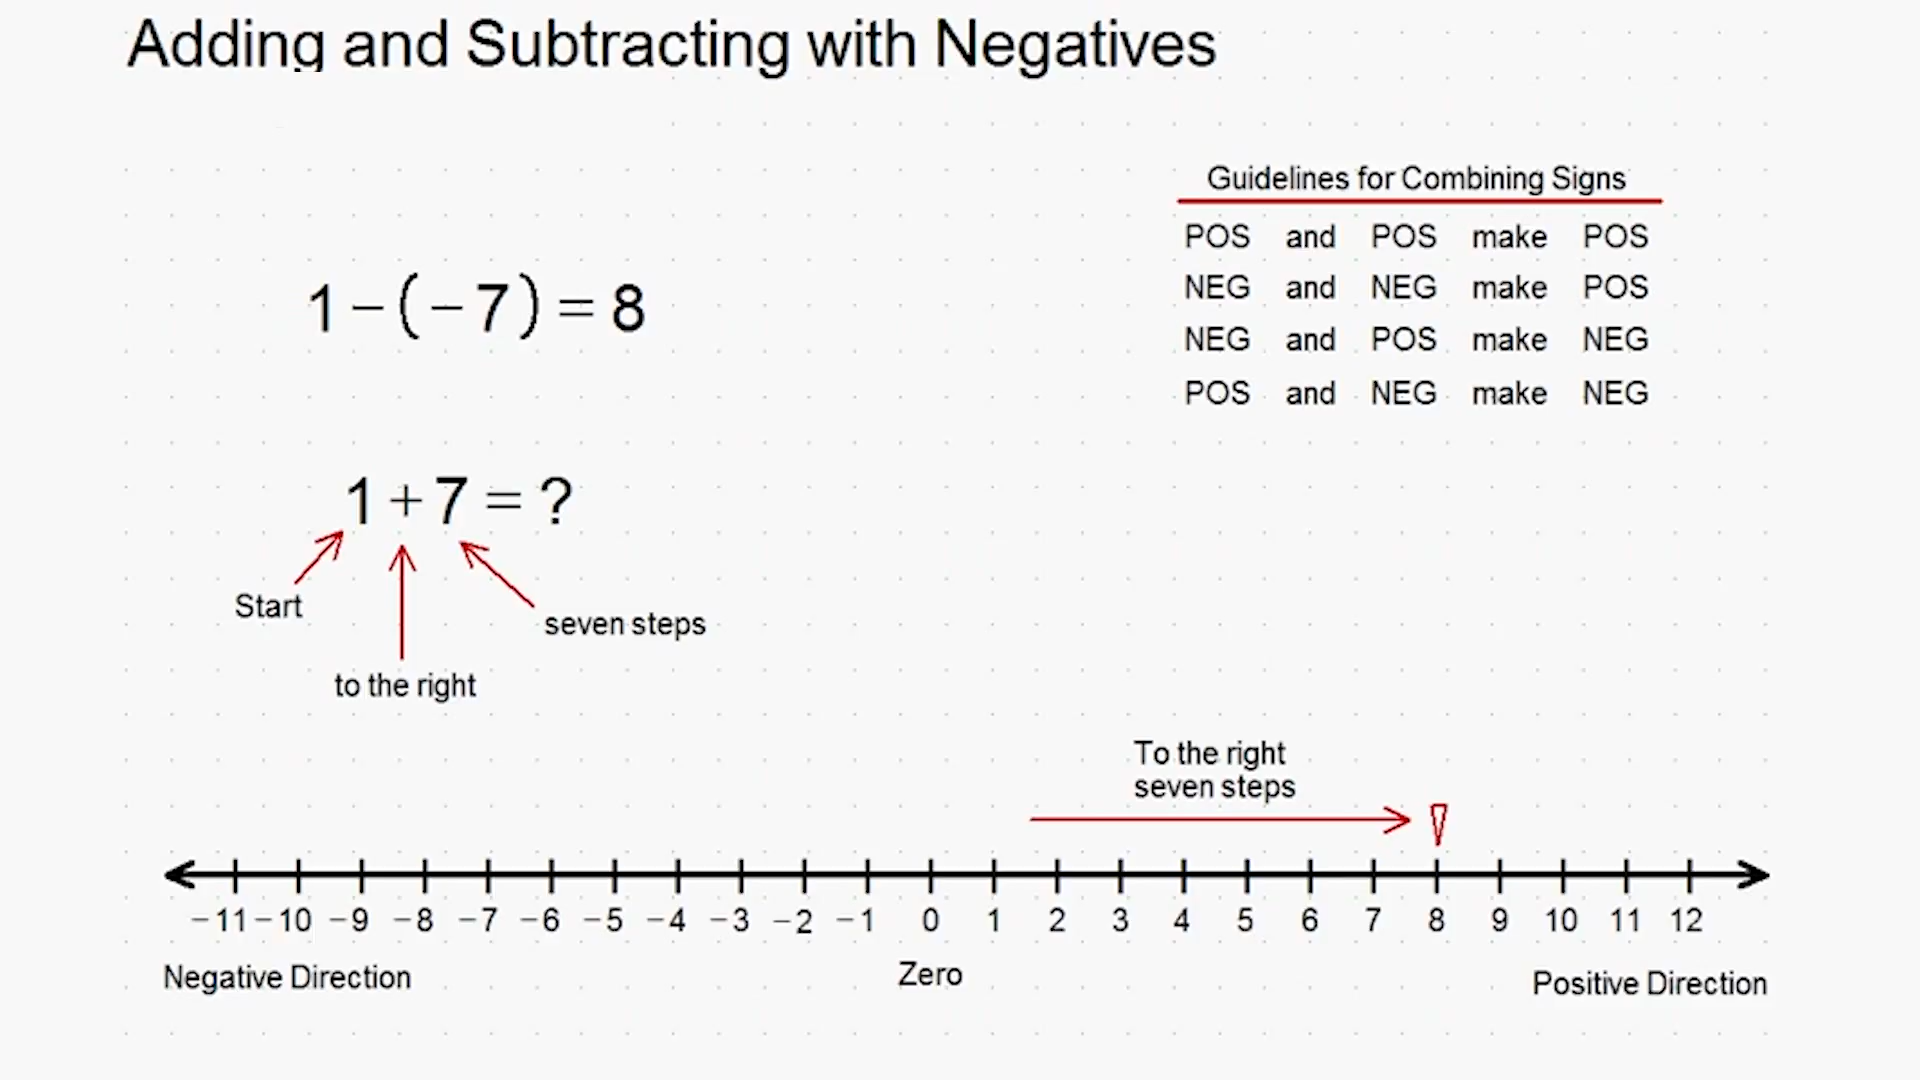 Adding and Subtracting with Negatives
Guidelines for Combining Signs
POS and POS make POS
NEG and NEG make POS
NEG and POS make NEG
POS and NEG make NEG
1 − (−7) = 8
1 + 7 = ?
Start
seven steps
to the right
To the right
seven steps
−11 −10 −9 −8 −7 −6 −5 −4 −3 −2 −1 0 1 2 3 4 5 6 7 8 9 10 11 12
Negative Direction
Zero
Positive Direction